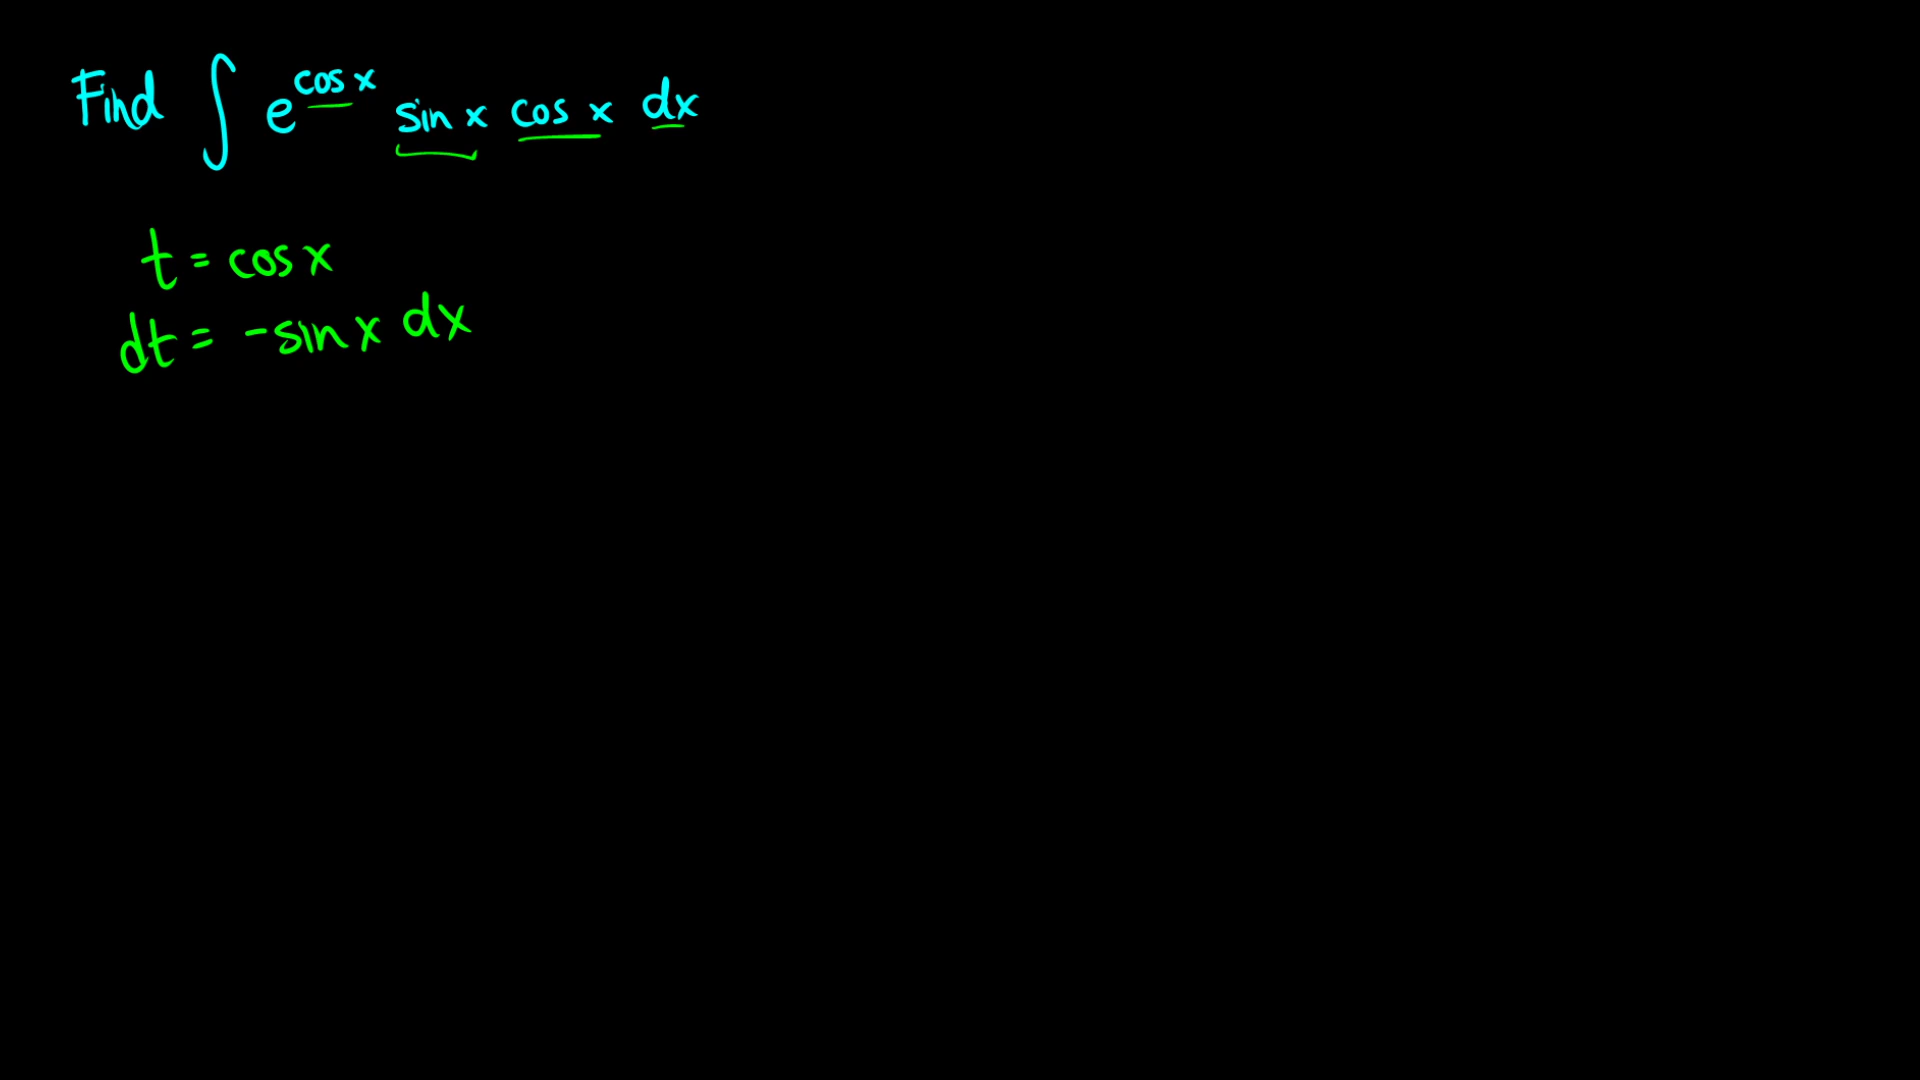 Find ∫ e^cos x sin x cos x dx
t = cos x
dt = -sin x dx